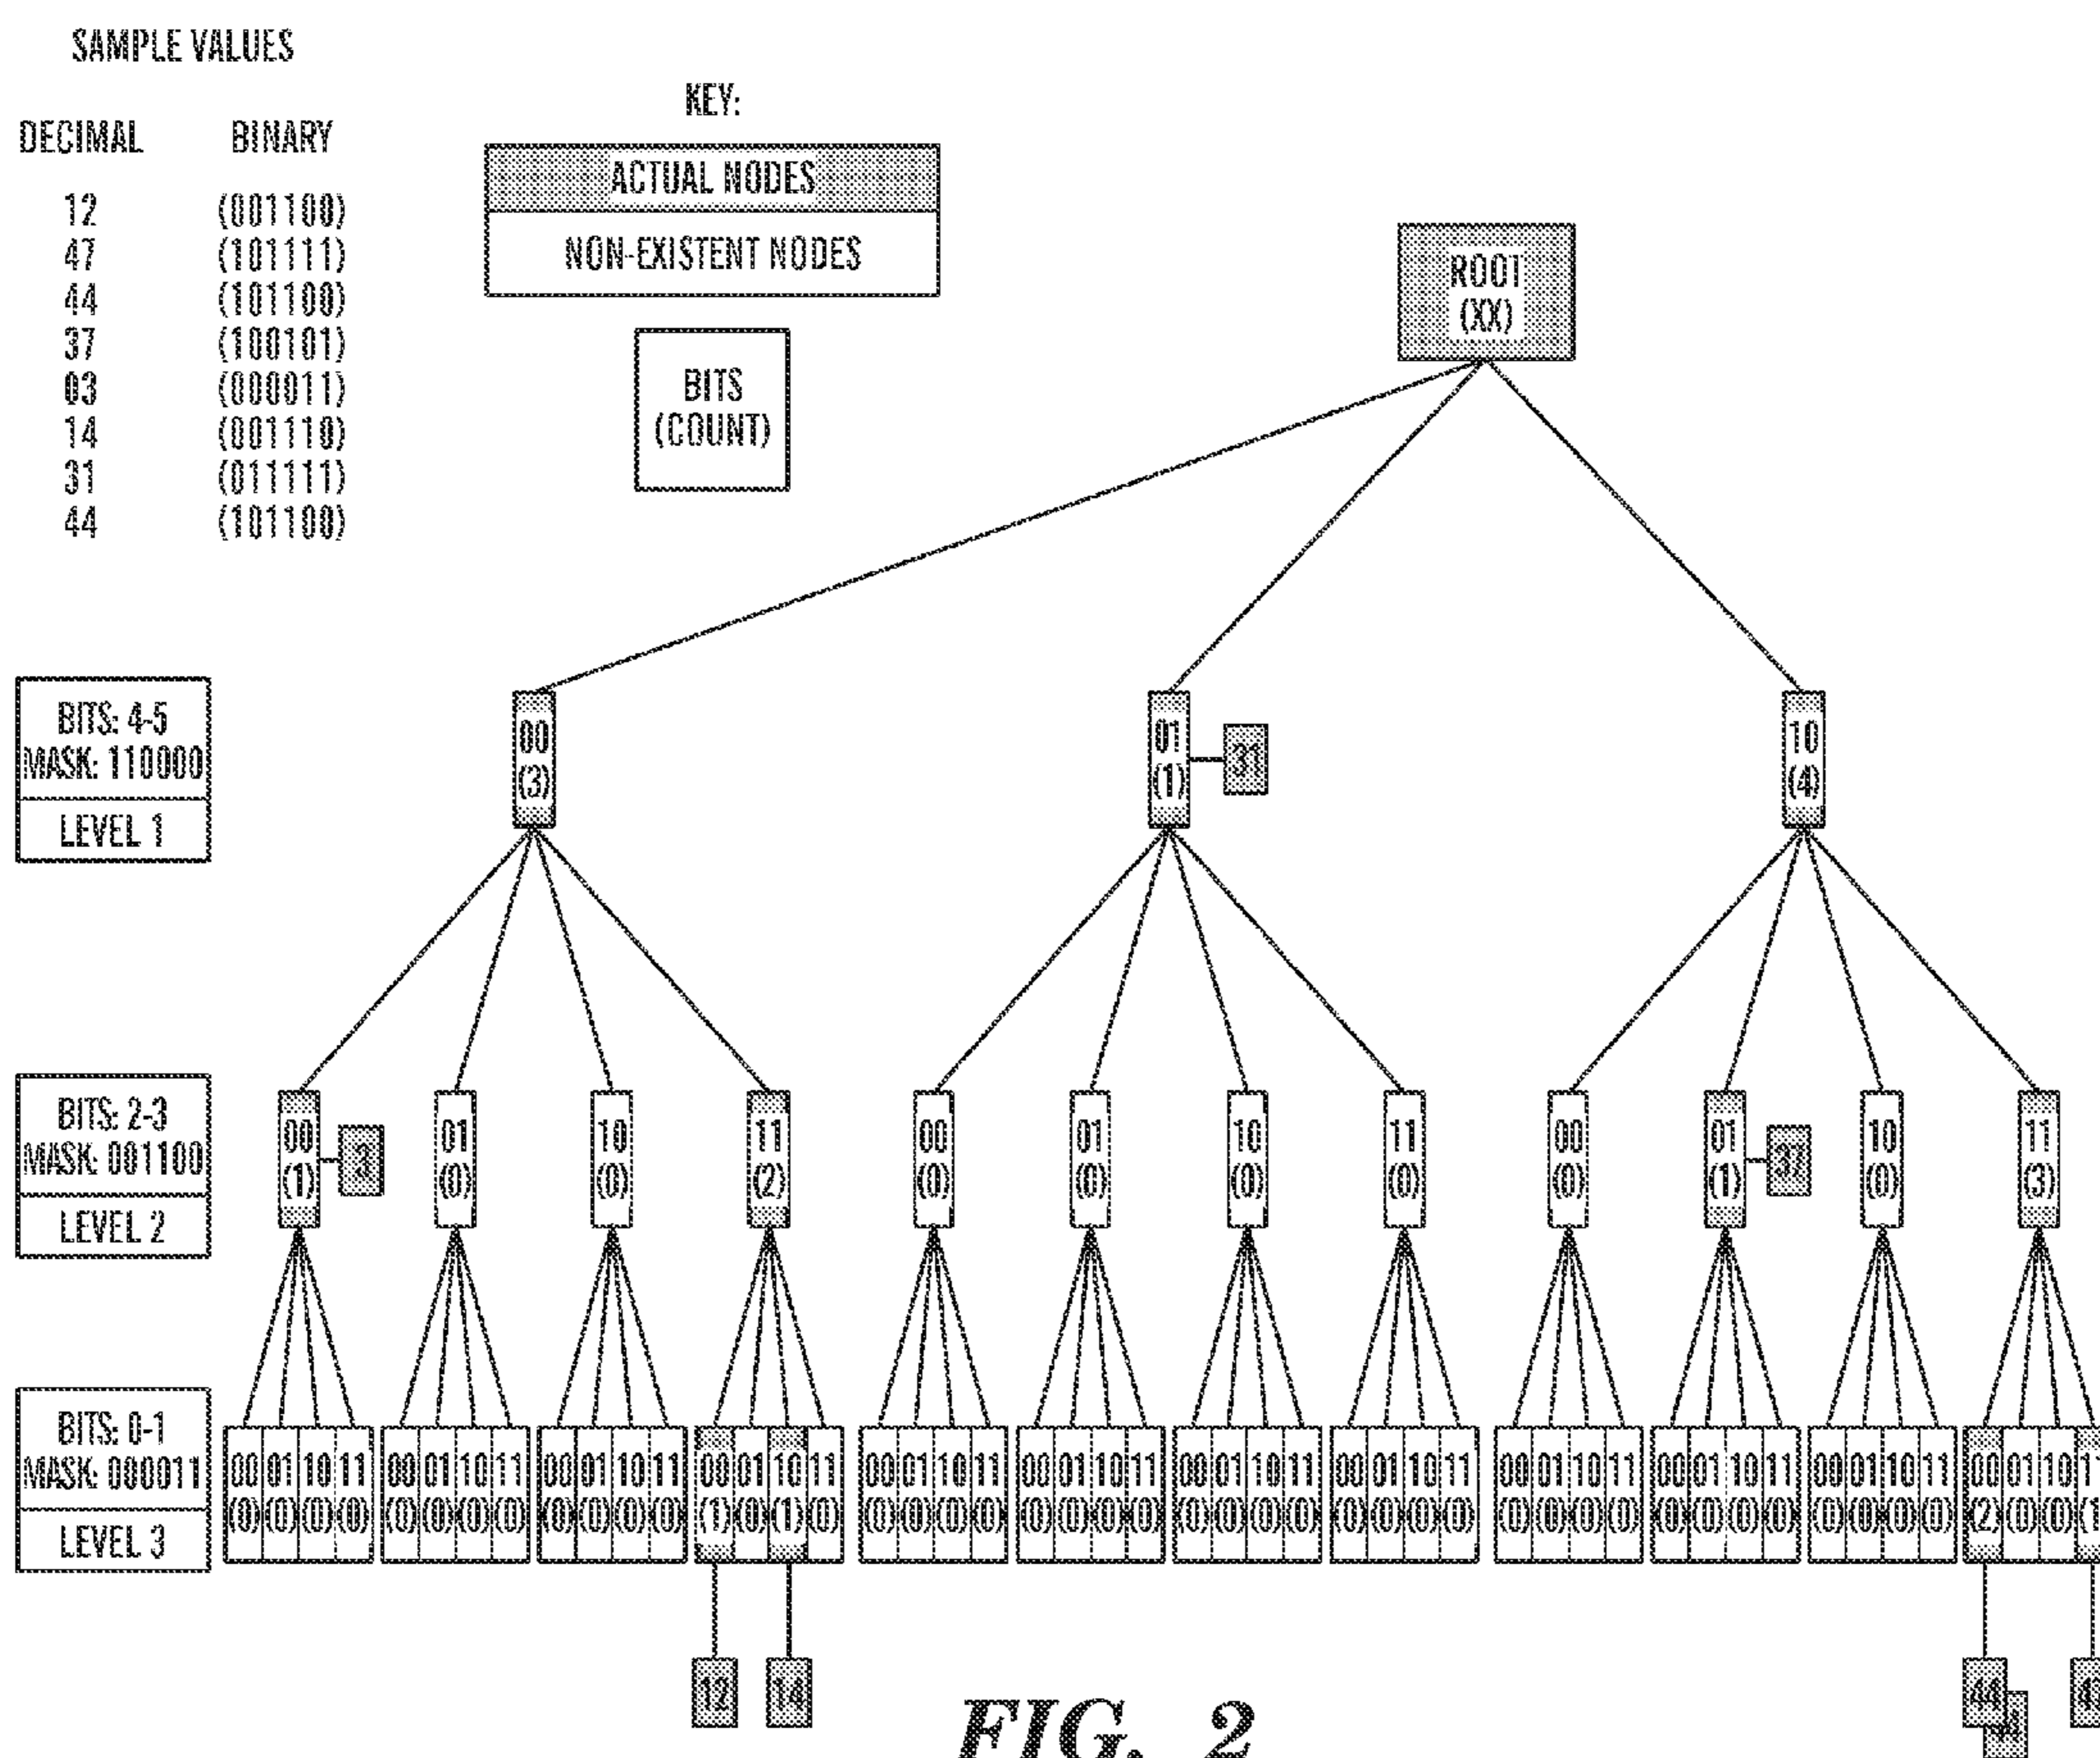 SAMPLE VALUES
KEY:
DECIMAL BINARY
ACTUAL NODES
NON-EXISTENT NODES
12 (001100)
47 (101111)
44 (101100)
37 (100101)
03 (000011)
14 (001110)
31 (011111)
44 (101100)
BITS
(COUNT)
ROOT
(XX)
BITS: 4-5
MASK: 110000
LEVEL 1
00 01 31 10
(3) (1) (4)
BITS: 2-3
MASK: 001100
LEVEL 2
00 3 01 10 11 00 01 10 11 00 01 37 10 11
(1) (0) (0) (2) (0) (0) (0) (0) (0) (1) (0) (3)
BITS: 0-1
MASK: 000011
LEVEL 3
00 01 10 11 00 01 10 11 00 01 10 11 00 01 10 11 00 01 10 11 00 01 10 11 00 01 10 11 00 01 10 11 00 01 10 11 00 01 10 11 00 01 10 11 00 01 10
(0) (0) (0) (0) (0) (0) (0) (0) (0) (0) (0) (0) (1) (0) (1) (0) (0) (0) (0) (0) (0) (0) (0) (0) (0) (0) (0) (0) (0) (0) (0) (0) (0) (0) (0) (0) (0) (0) (0) (0) (0) (0) (0) (0) (2) (0) (0)
12 14 44
FIG. 2